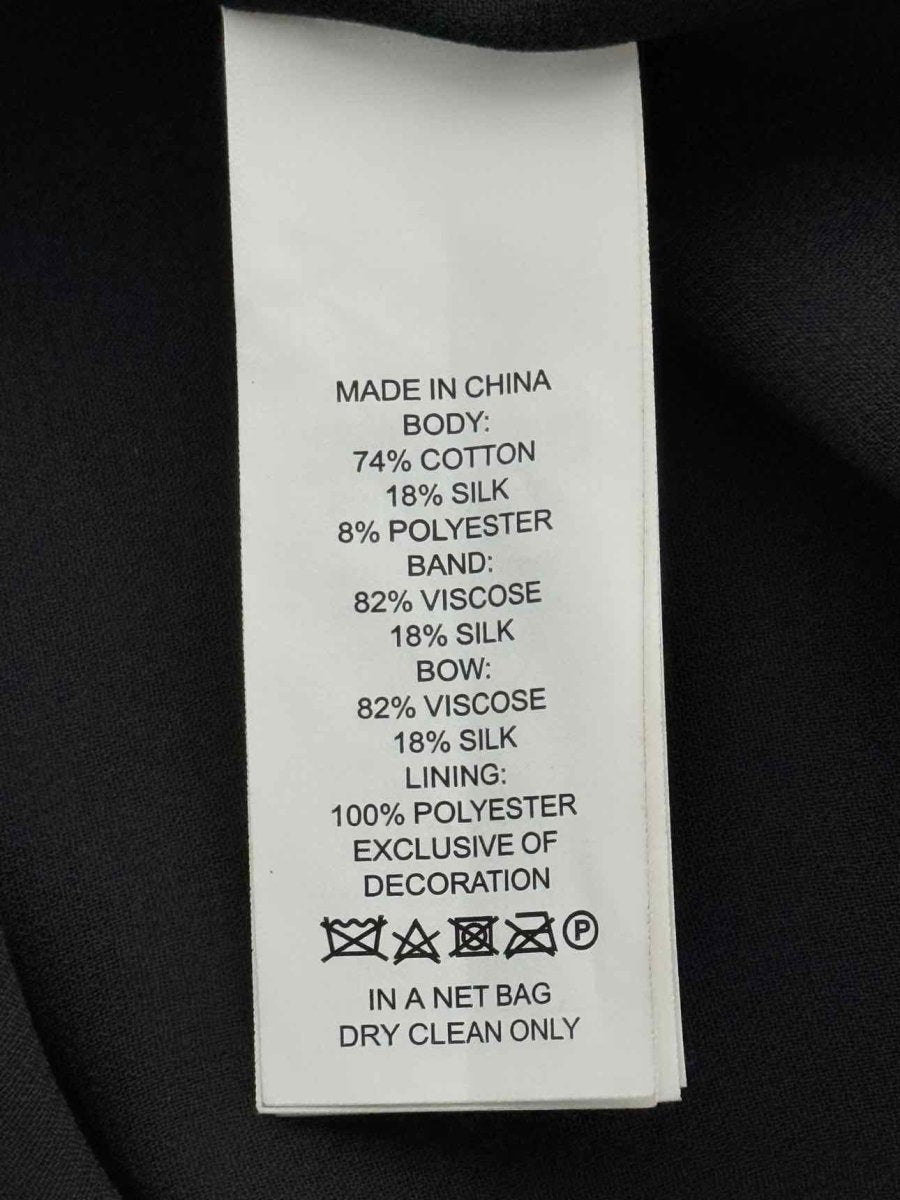 MADE IN CHINA
BODY:
74% COTTON
18% SILK
8% POLYESTER
BAND:
82% VISCOSE
18% SILK
BOW:
82% VISCOSE
18% SILK
LINING:
100% POLYESTER
EXCLUSIVE OF
DECORATION
P
IN A NET BAG
DRY CLEAN ONLY